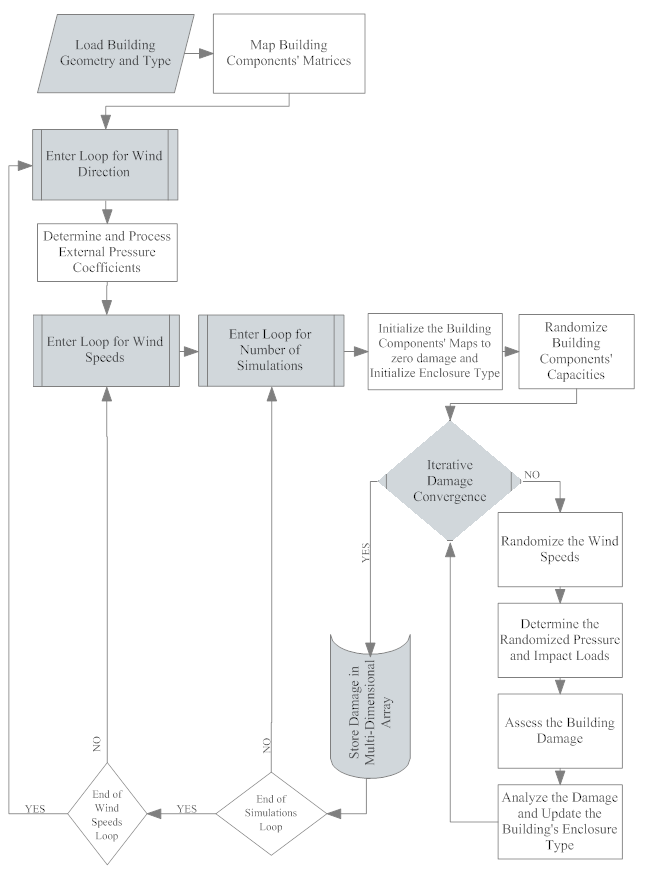 Load Building
Geometry and Type
Map Building
Components' Matrices
Enter Loop for Wind
Direction
Determine and Process
External Pressure
Coefficients
Enter Loop for Wind
Speeds
Enter Loop for
Number of
Simulations
Initialize the Building
Components' Maps to
zero damage and
Initialize Enclosure Type
Randomize
Building
Components'
Capacities
Iterative
Damage
Convergence
NO
YES
Randomize the Wind
Speeds
Determine the
Randomized Pressure
and Impact Loads
Assess the Building
Damage
Analyze the Damage
and Update the
Building's Enclosure
Type
Store Damage in
Multi-Dimensional
Array
NO
End of
Simulations
Loop
YES
NO
End of
Wind
Speeds
Loop
YES